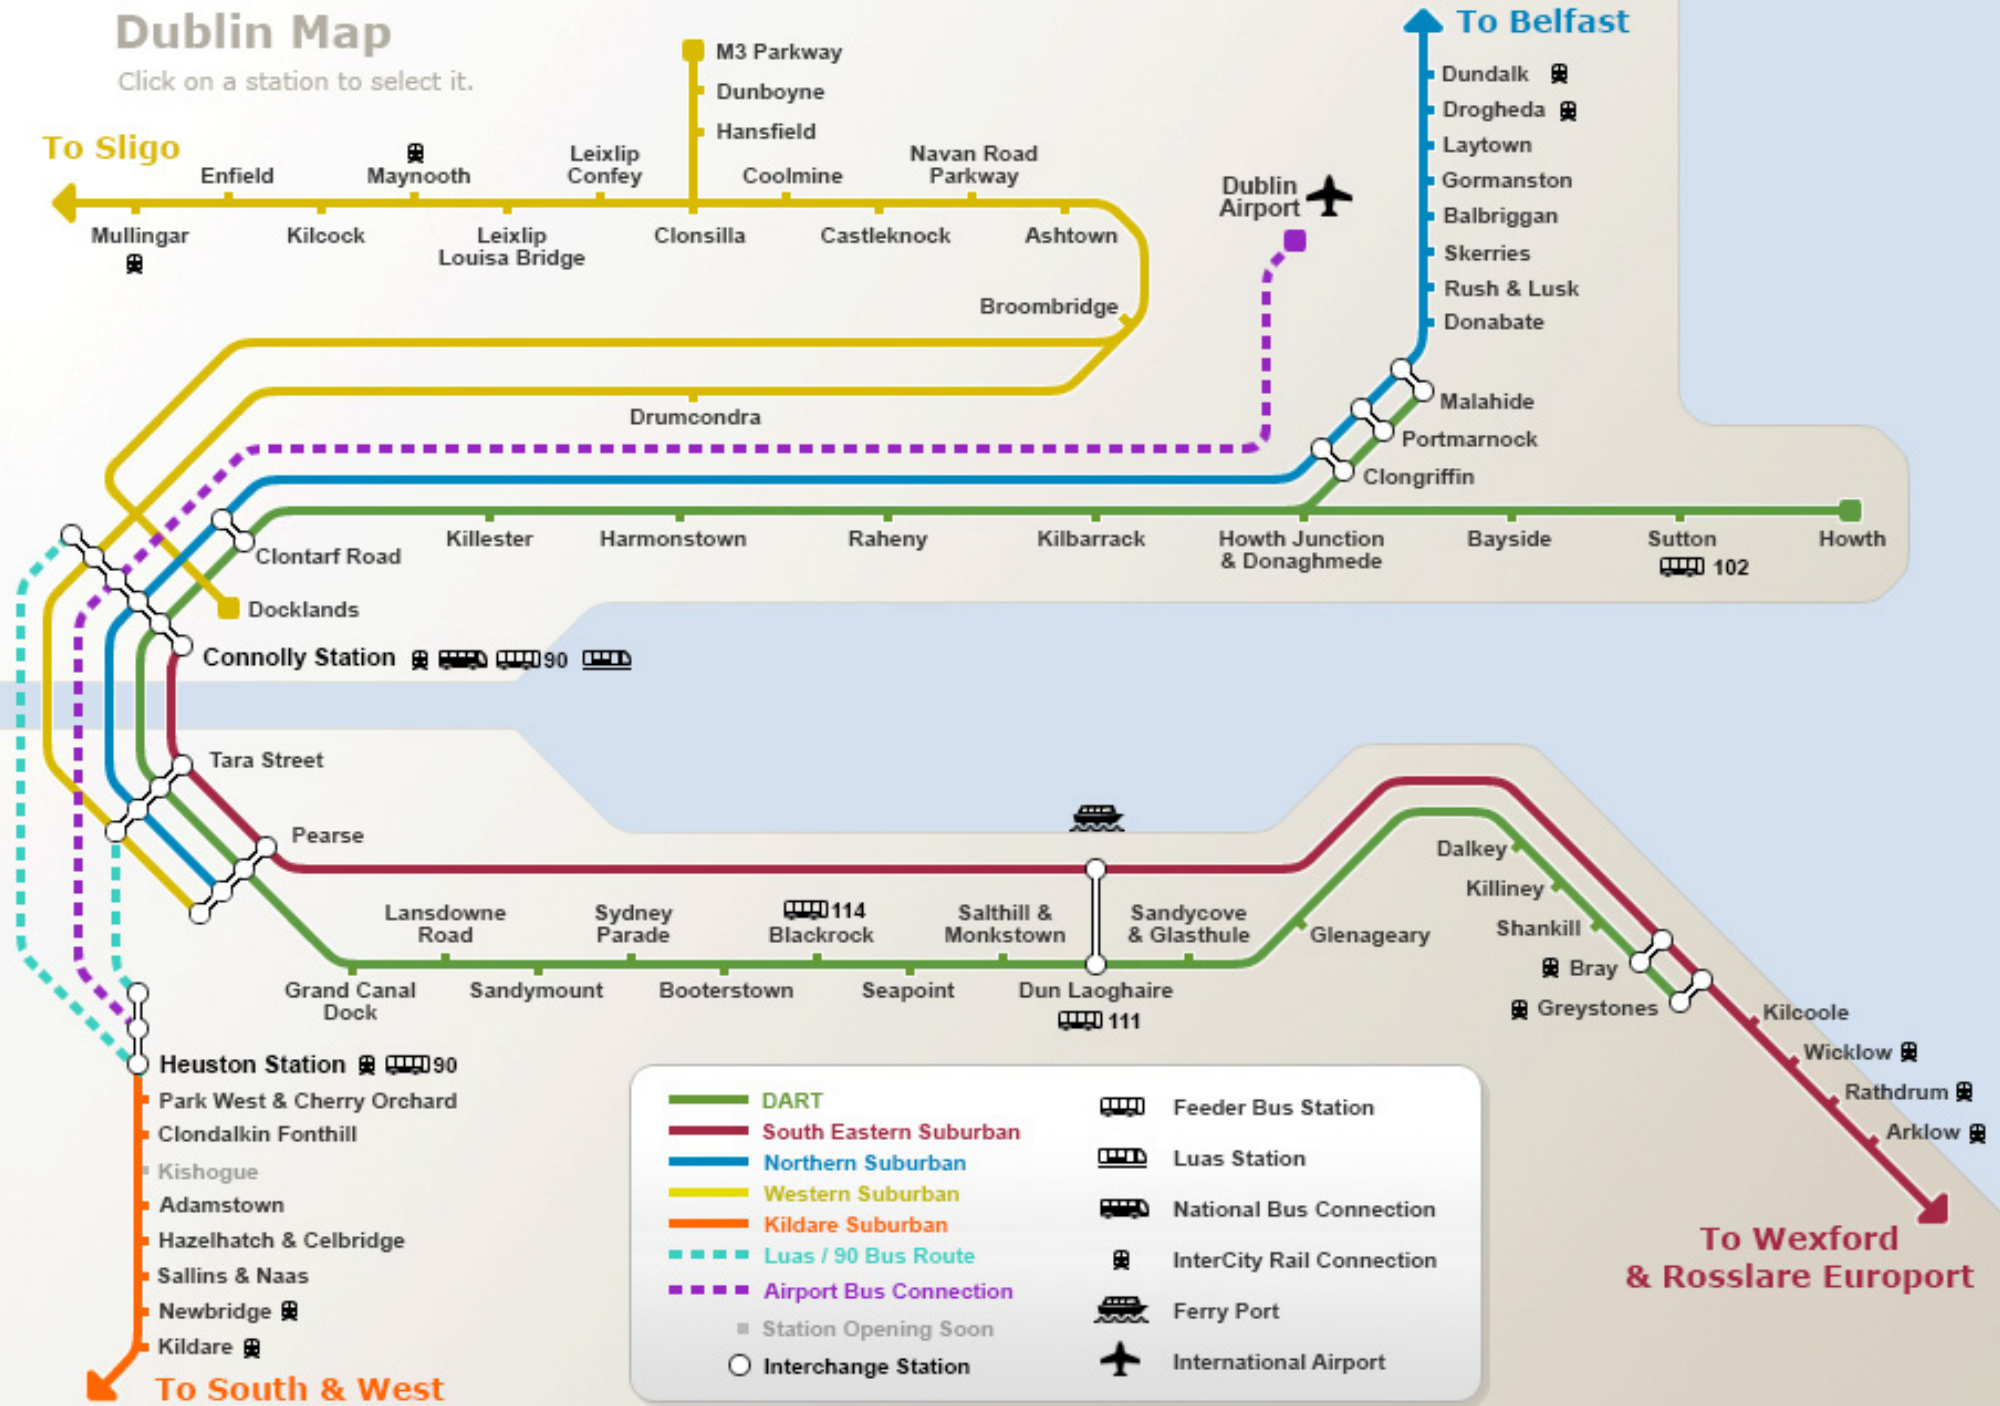 Dublin Map
Click on a station to select it.
To Belfast
M3 Parkway
Dunboyne
Hansfield
Dundalk
Drogheda
Laytown
Gormanston
Balbriggan
Skerries
Rush & Lusk
Donabate
To Sligo
Enfield
Maynooth
Leixlip
Confey
Coolmine
Navan Road
Parkway
Mullingar
Kilcock
Leixlip
Louisa Bridge
Clonsilla
Castleknock
Ashtown
Dublin
Airport
Broombridge
Drumcondra
Malahide
Portmarnock
Clongriffin
Clontarf Road
Killester
Harmonstown
Raheny
Kilbarrack
Howth Junction
& Donaghmede
Bayside
Sutton
102
Howth
Docklands
Connolly Station
90
Tara Street
Pearse
Lansdowne
Road
Sydney
Parade
114
Blackrock
Salthill &
Monkstown
Sandycove
& Glasthule
Glenageary
Dalkey
Killiney
Shankill
Bray
Greystones
Grand Canal
Dock
Sandymount
Booterstown
Seapoint
Dun Laoghaire
111
Kilcoole
Wicklow
Rathdrum
Arklow
To Wexford
& Rosslare Europort
Heuston Station
90
Park West & Cherry Orchard
Clondalkin Fonthill
Kishogue
Adamstown
Hazelhatch & Celbridge
Sallins & Naas
Newbridge
Kildare
To South & West
DART
South Eastern Suburban
Northern Suburban
Western Suburban
Kildare Suburban
Luas / 90 Bus Route
Airport Bus Connection
Station Opening Soon
Interchange Station
Feeder Bus Station
Luas Station
National Bus Connection
InterCity Rail Connection
Ferry Port
International Airport